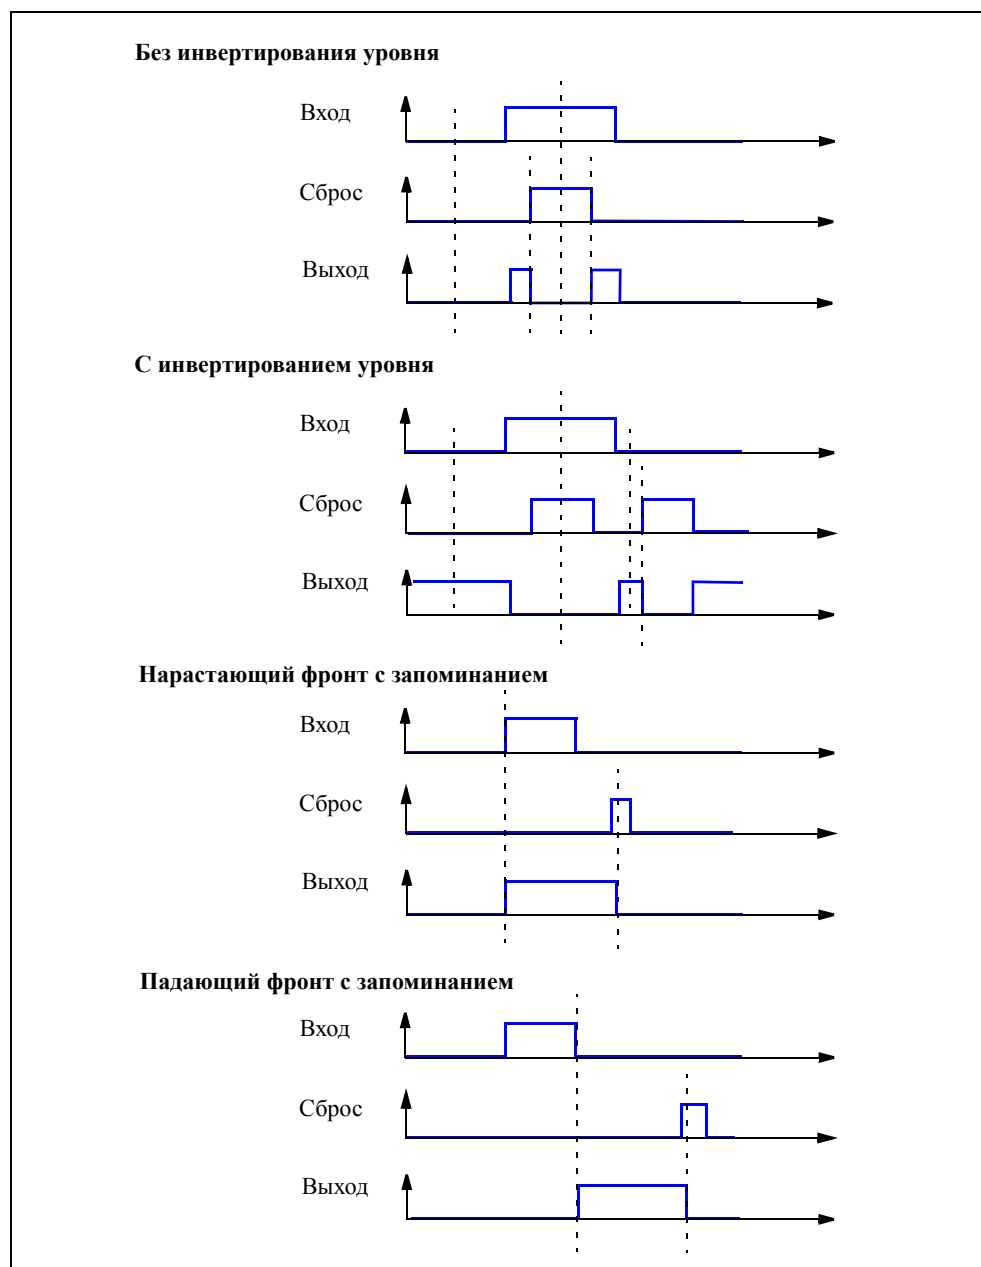 Без инвертирования уровня
Вход
Сброс
Выход
С инвертированием уровня
Вход
Сброс
Выход
Нарастающий фронт с запоминанием
Вход
Сброс
Выход
Падающий фронт с запоминанием
Вход
Сброс
Выход